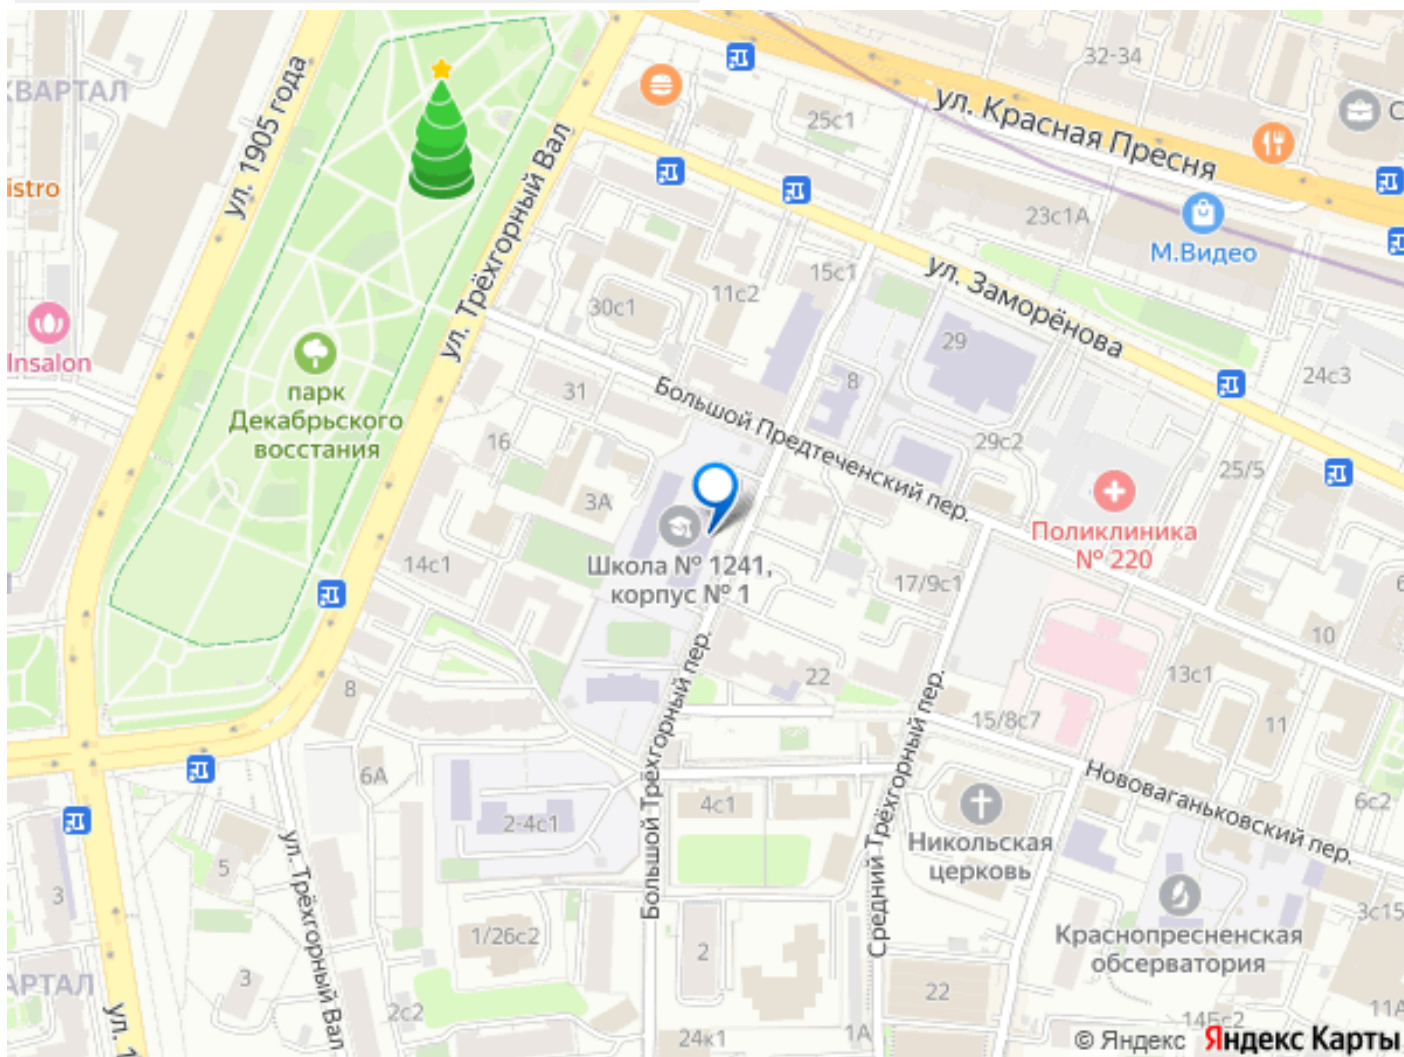 КВАРТАЛ
ул. 1905 года
istro
Insalon
парк
Декабрьского
восстания
ул. Трёхгорный Вал
32-34
ул. Красная Пресня
25с1
23с1А
М.Видео
15с1
11с2
30с1
ул. Заморёнова
29
24с3
8
31
Большой Предтеченский пер.
29с2
25/5
16
3А
Поликлиника
№ 220
14с1
Школа № 1241,
корпус № 1
17/9с1
10
13с1
22
15/8с7
11
8
Большой Трёхгорный пер.
Средний Трёхгорный пер.
Нововаганьковский пер.
6А
4с1
6с2
2-4с1
Никольская
церковь
5
3
ул. Трёхгорный Вал
1/26с2
2
Краснопресненская
обсерватория
3с15
АРТАЛ
3
22
2с2
24к1
1А
14Бс2
11А
ул. 1
© Яндекс
Яндекс Карты